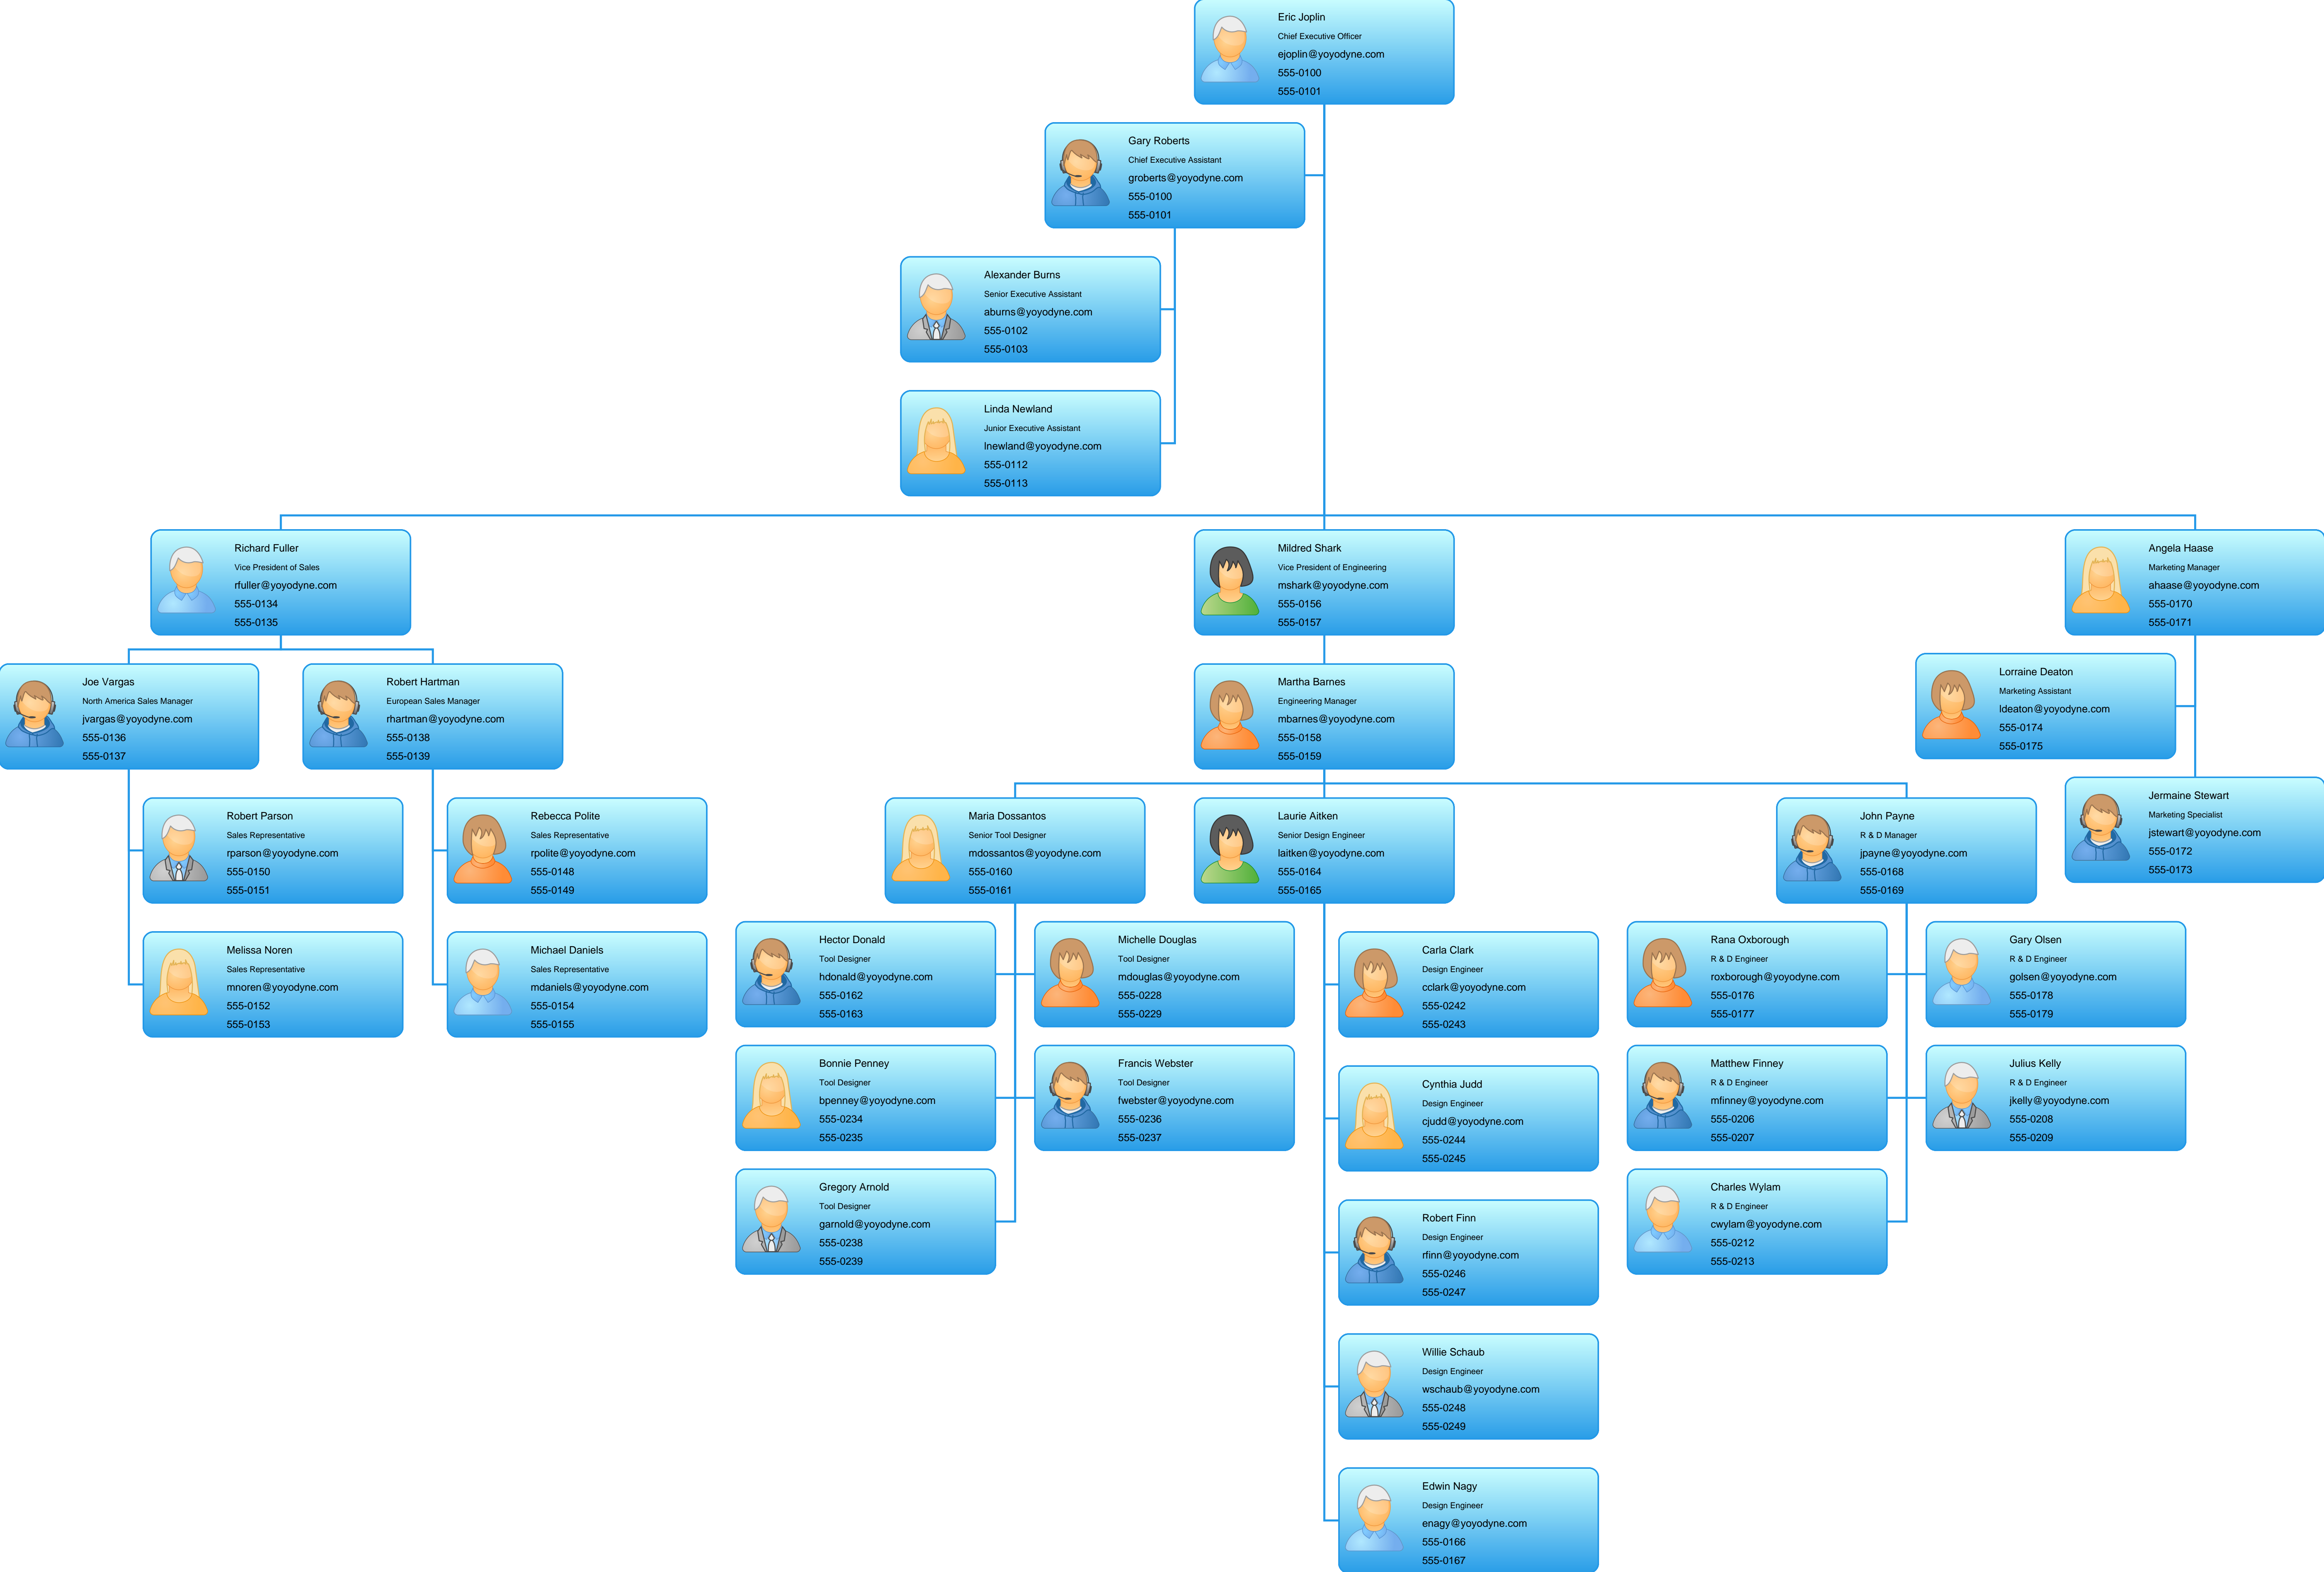 Eric Joplin
Chief Executive Officer
ejoplin@yoyodyne.com
555-0100
555-0101
Gary Roberts
Chief Executive Assistant
groberts@yoyodyne.com
555-0100
555-0101
Alexander Burns
Senior Executive Assistant
aburns@yoyodyne.com
555-0102
555-0103
Linda Newland
Junior Executive Assistant
lnewland@yoyodyne.com
555-0112
555-0113
Richard Fuller
Vice President of Sales
rfuller@yoyodyne.com
555-0134
555-0135
Mildred Shark
Vice President of Engineering
mshark@yoyodyne.com
555-0156
555-0157
Angela Haase
Marketing Manager
ahaase@yoyodyne.com
555-0170
555-0171
Joe Vargas
North America Sales Manager
jvargas@yoyodyne.com
555-0136
555-0137
Robert Hartman
European Sales Manager
rhartman@yoyodyne.com
555-0138
555-0139
Martha Barnes
Engineering Manager
mbarnes@yoyodyne.com
555-0158
555-0159
Lorraine Deaton
Marketing Assistant
ldeaton@yoyodyne.com
555-0174
555-0175
Robert Parson
Sales Representative
rparson@yoyodyne.com
555-0150
555-0151
Rebecca Polite
Sales Representative
rpolite@yoyodyne.com
555-0148
555-0149
Maria Dossantos
Senior Tool Designer
mdossantos@yoyodyne.com
555-0160
555-0161
Laurie Aitken
Senior Design Engineer
laitken@yoyodyne.com
555-0164
555-0165
John Payne
R & D Manager
jpayne@yoyodyne.com
555-0168
555-0169
Jermaine Stewart
Marketing Specialist
jstewart@yoyodyne.com
555-0172
555-0173
Melissa Noren
Sales Representative
mnoren@yoyodyne.com
555-0152
555-0153
Michael Daniels
Sales Representative
mdaniels@yoyodyne.com
555-0154
555-0155
Hector Donald
Tool Designer
hdonald@yoyodyne.com
555-0162
555-0163
Michelle Douglas
Tool Designer
mdouglas@yoyodyne.com
555-0228
555-0229
Carla Clark
Design Engineer
cclark@yoyodyne.com
555-0242
555-0243
Rana Oxborough
R & D Engineer
roxborough@yoyodyne.com
555-0176
555-0177
Gary Olsen
R & D Engineer
golsen@yoyodyne.com
555-0178
555-0179
Bonnie Penney
Tool Designer
bpenney@yoyodyne.com
555-0234
555-0235
Francis Webster
Tool Designer
fwebster@yoyodyne.com
555-0236
555-0237
Cynthia Judd
Design Engineer
cjudd@yoyodyne.com
555-0244
555-0245
Matthew Finney
R & D Engineer
mfinney@yoyodyne.com
555-0206
555-0207
Julius Kelly
R & D Engineer
jkelly@yoyodyne.com
555-0208
555-0209
Gregory Arnold
Tool Designer
garnold@yoyodyne.com
555-0238
555-0239
Robert Finn
Design Engineer
rfinn@yoyodyne.com
555-0246
555-0247
Charles Wylam
R & D Engineer
cwylam@yoyodyne.com
555-0212
555-0213
Willie Schaub
Design Engineer
wschaub@yoyodyne.com
555-0248
555-0249
Edwin Nagy
Design Engineer
enagy@yoyodyne.com
555-0166
555-0167